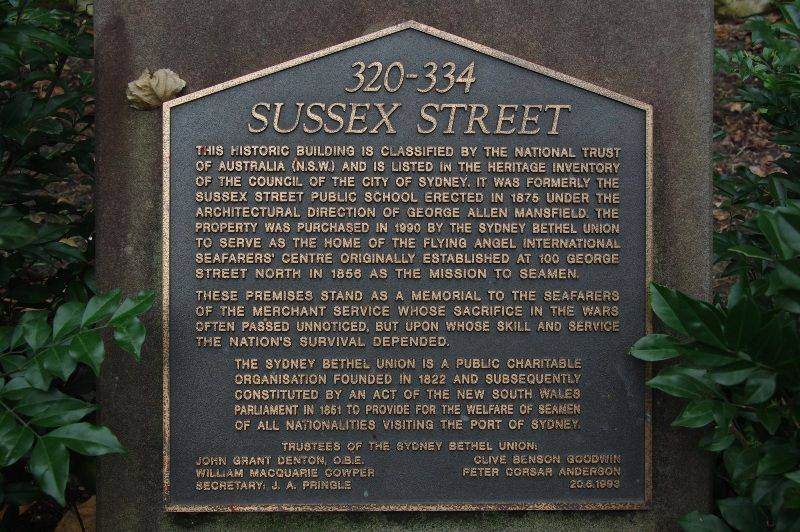 320-334
SUSSEX STREET
THIS HISTORIC BUILDING IS CLASSIFIED BY THE NATIONAL TRUST
OF AUSTRALIA (N.S.W.) AND IS LISTED IN THE HERITAGE INVENTORY
OF THE COUNCIL OF THE CITY OF SYDNEY. IT WAS FORMERLY THE
SUSSEX STREET PUBLIC SCHOOL ERECTED IN 1875 UNDER THE
ARCHITECTURAL DIRECTION OF GEORGE ALLEN MANSFIELD. THE
PROPERTY WAS PURCHASED IN 1990 BY THE SYDNEY BETHEL UNION
TO SERVE AS THE HOME OF THE FLYING ANGEL INTERNATIONAL
SEAFARERS' CENTRE ORIGINALLY ESTABLISHED AT 100 GEORGE
STREET NORTH IN 1856 AS THE MISSION TO SEAMEN.
THESE PREMISES STAND AS A MEMORIAL TO THE SEAFARERS
OF THE MERCHANT SERVICE WHOSE SACRIFICE IN THE WARS
OFTEN PASSED UNNOTICED, BUT UPON WHOSE SKILL AND SERVICE
THE NATION'S SURVIVAL DEPENDED.
THE SYDNEY BETHEL UNION IS A PUBLIC CHARITABLE
ORGANISATION FOUNDED IN 1822 AND SUBSEQUENTLY
CONSTITUTED BY AN ACT OF THE NEW SOUTH WALES
PARLIAMENT IN 1851 TO PROVIDE FOR THE WELFARE OF SEAMEN
OF ALL NATIONALITIES VISITING THE PORT OF SYDNEY.
TRUSTEES OF THE SYDNEY BETHEL UNION:
JOHN GRANT DENTON, O.B.E. CLIVE BENSON GOODWIN
WILLIAM MACQUARIE COWPER PETER CORSAR ANDERSON
SECRETARY: J. A. PRINGLE 20.6.1993